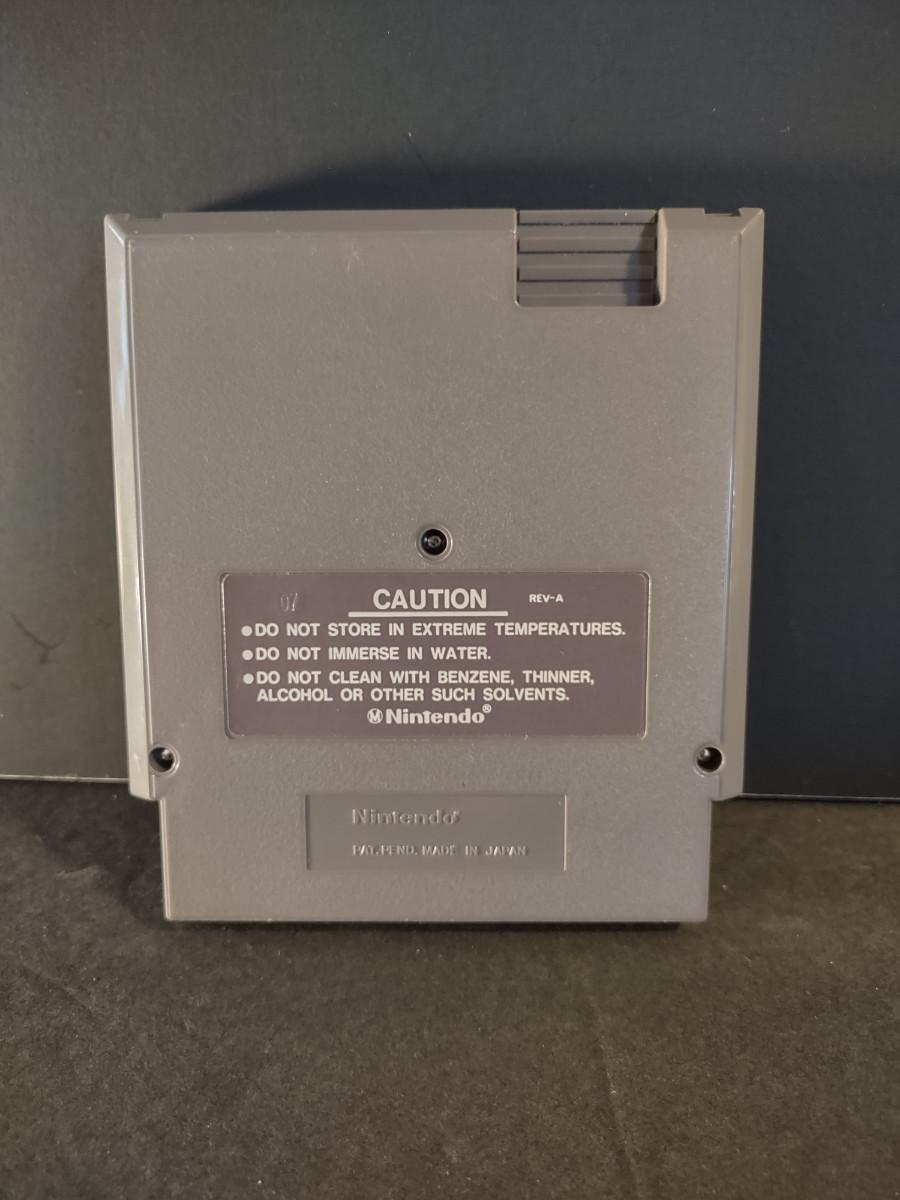 07
CAUTION REV-A
●DO NOT STORE IN EXTREME TEMPERATURES.
●DO NOT IMMERSE IN WATER.
●DO NOT CLEAN WITH BENZENE, THINNER,
ALCOHOL OR OTHER SUCH SOLVENTS.
Ⓜ Nintendo®
Nintendo®
PAT. PEND. MADE IN JAPAN